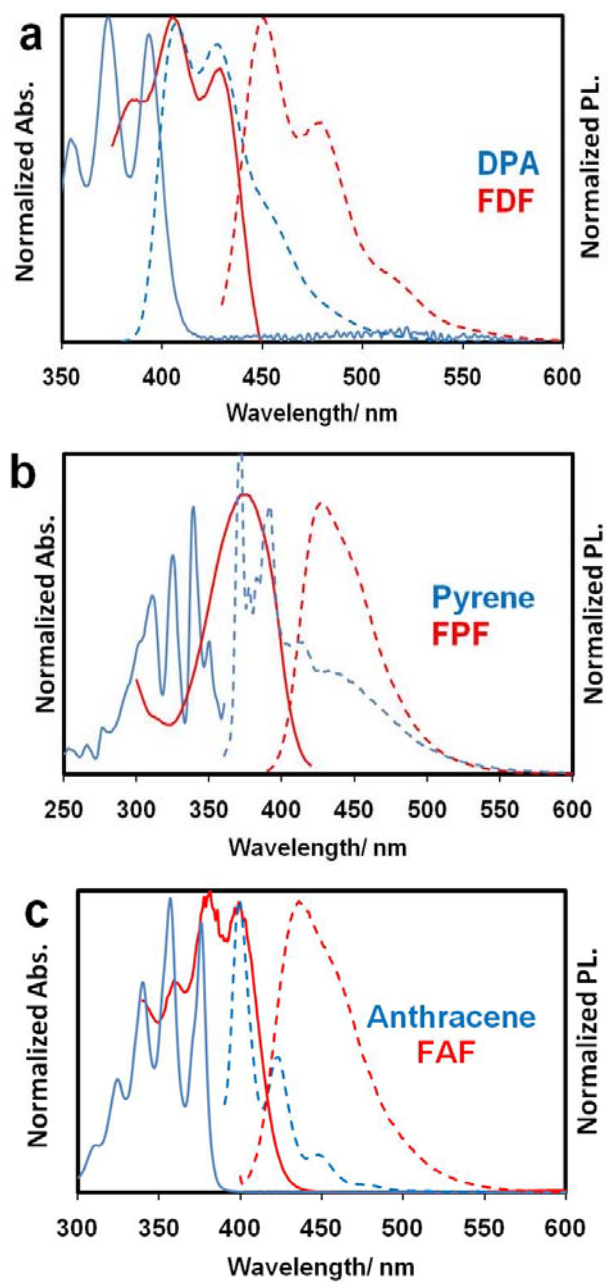 a
Normalized Abs.
Normalized PL.
DPA
FDF
350 400 450 500 550 600
Wavelength/ nm
b
Normalized Abs.
Normalized PL.
Pyrene
FPF
250 300 350 400 450 500 550 600
Wavelength/ nm
c
Normalized Abs.
Normalized PL.
Anthracene
FAF
300 350 400 450 500 550 600
Wavelength/ nm